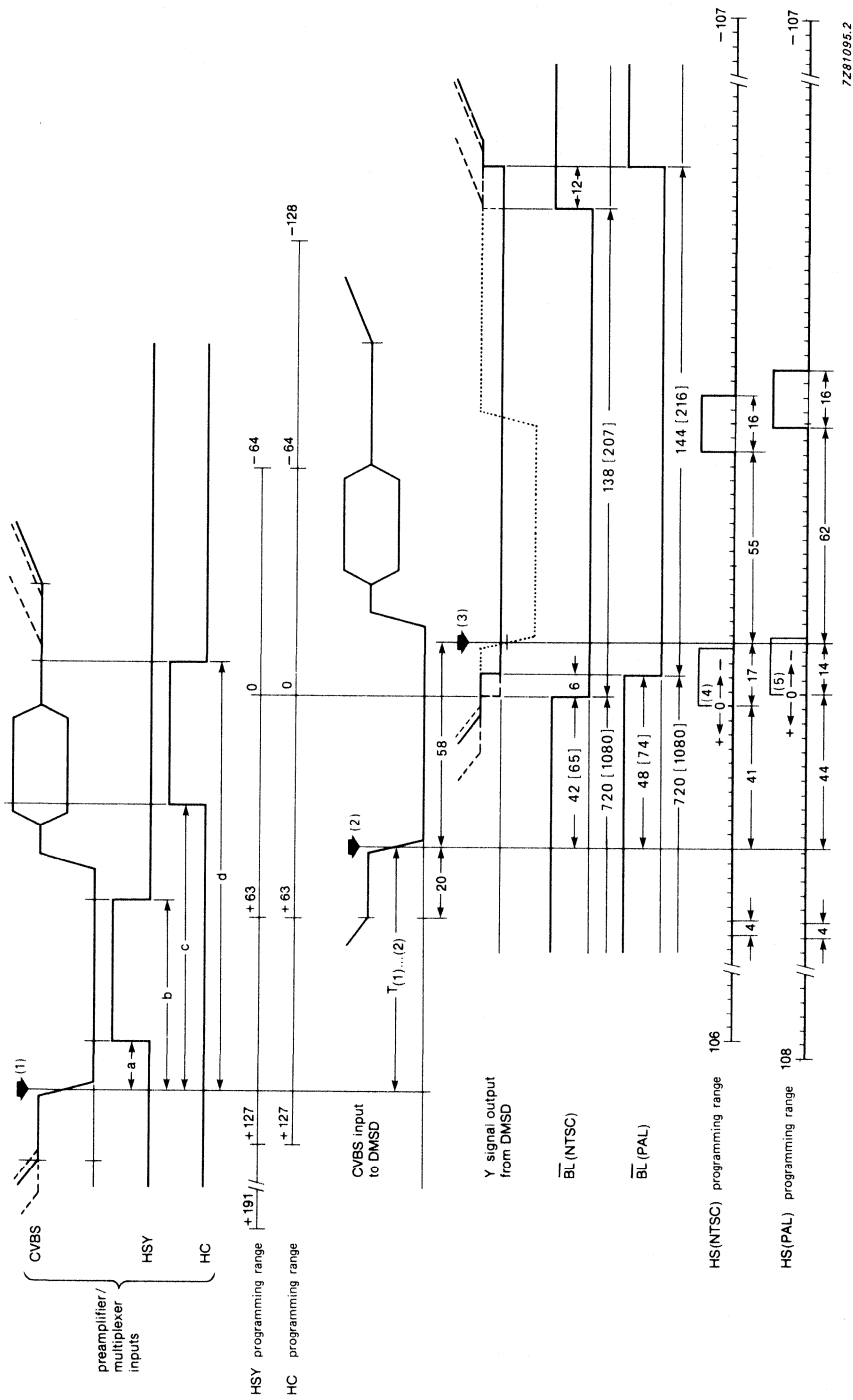 CVBS
(1)
preamplifier/
multiplexer
inputs
HSY
a
b
HC
c
d
HSY programming range
+191
+127
+63
0
−64
HC programming range
+127
+63
0
−64
−128
CVBS input
to DMSD
(2)
T(1)...(2)
20
58
(3)
Y signal output
from DMSD
6
12
BL (NTSC)
42 [65]
720 [1080]
138 [207]
BL (PAL)
48 [74]
720 [1080]
144 [216]
HS(NTSC) programming range
106
(4)
+ 0 −
−107
4
41
17
55
16
HS(PAL) programming range
108
(5)
+ 0 −
−107
4
44
14
62
16
7Z81095.2